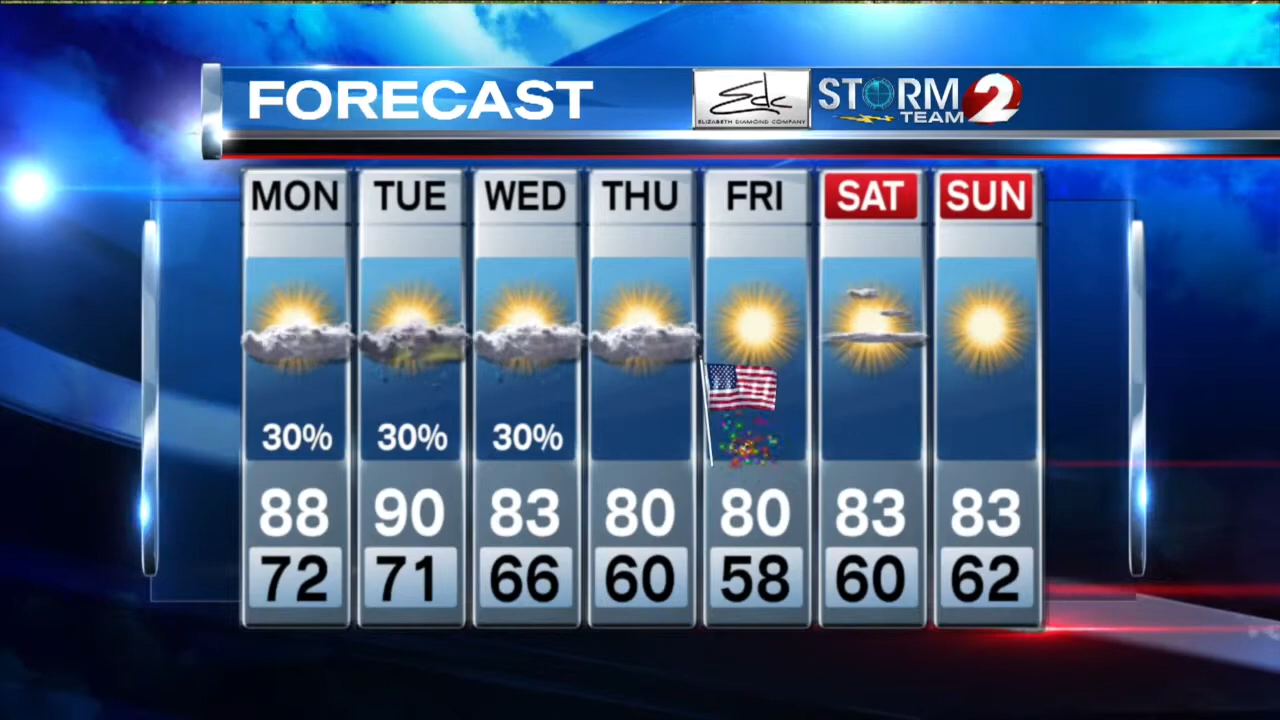 FORECAST
Edc
ELIZABETH DIAMOND COMPANY
STORM
TEAM
2
MON TUE WED THU FRI SAT SUN
30% 30% 30%
88 90 83 80 80 83 83
72 71 66 60 58 60 62